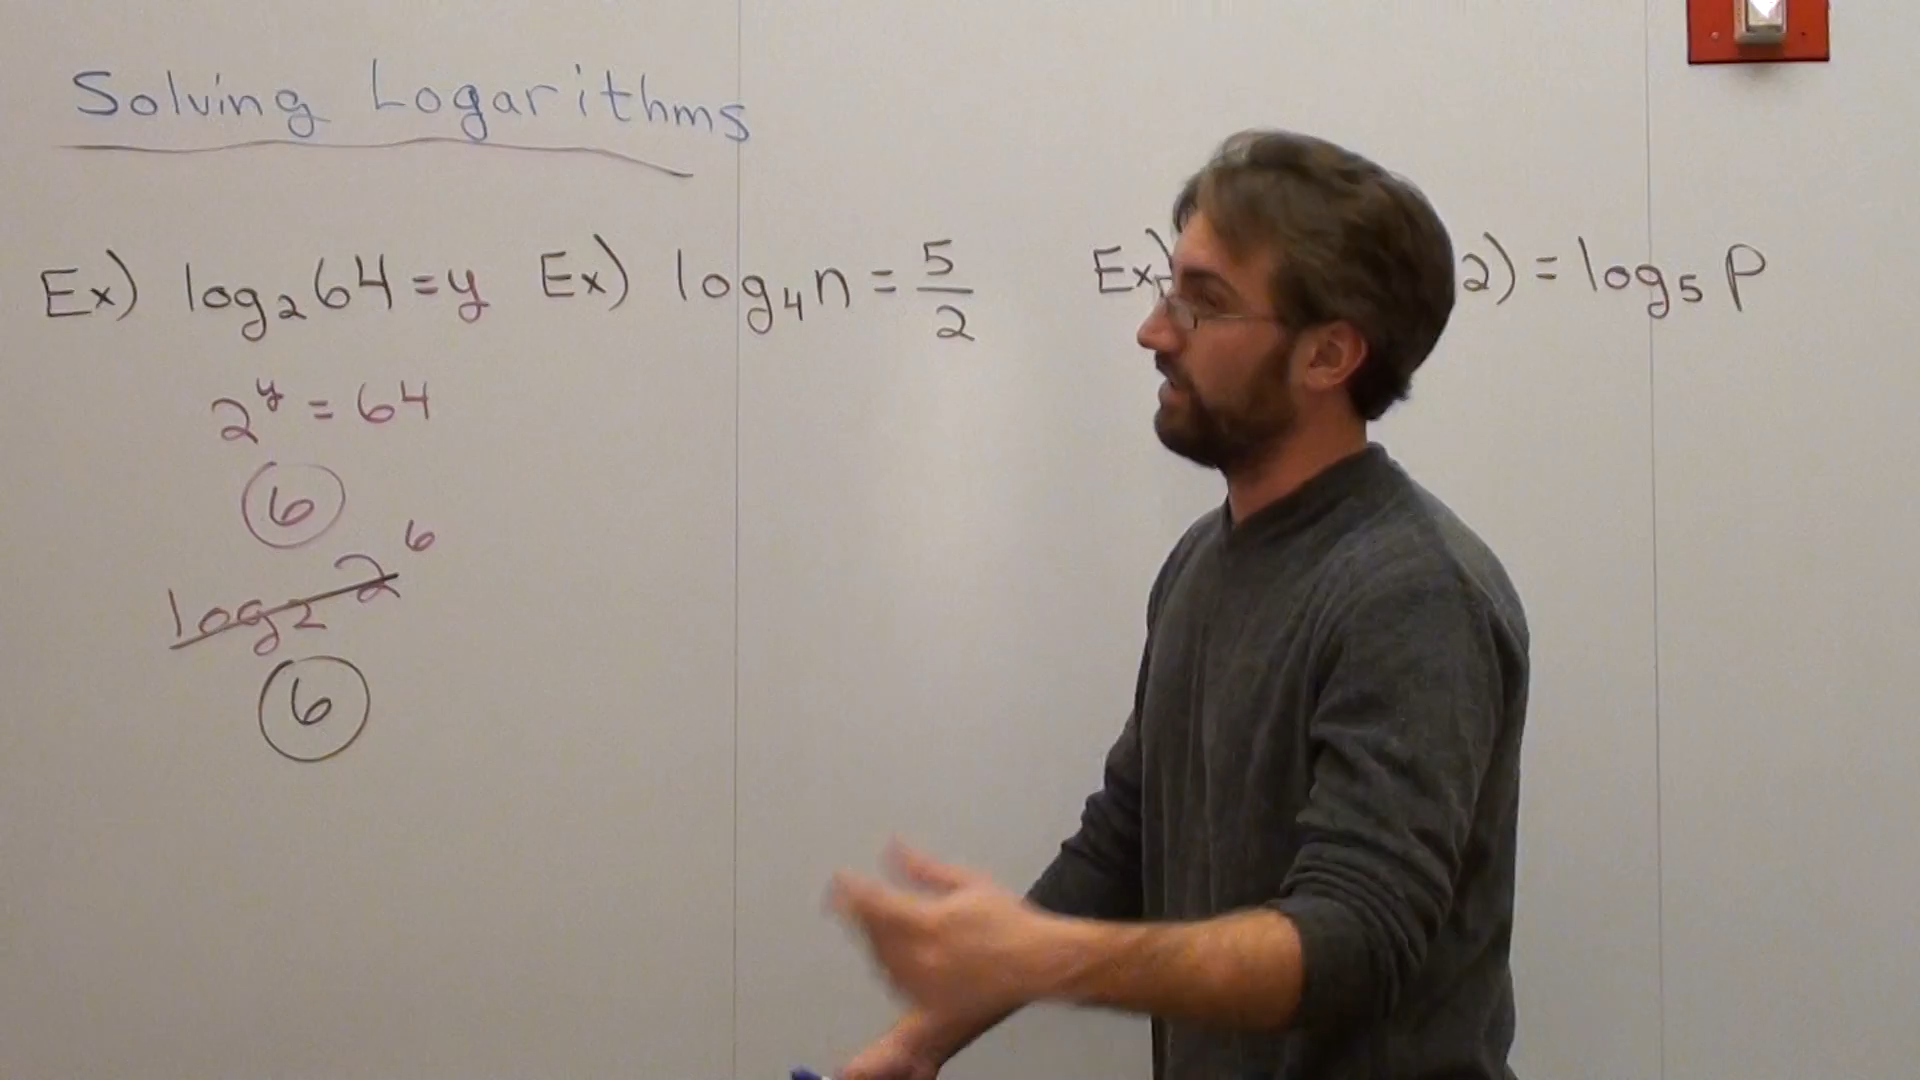 Solving Logarithms
Ex) log₂64=y
Ex) log₄n = 5/2
Ex) 2) = log₅ p
2ʸ = 64
6
log₂ 2⁶
6